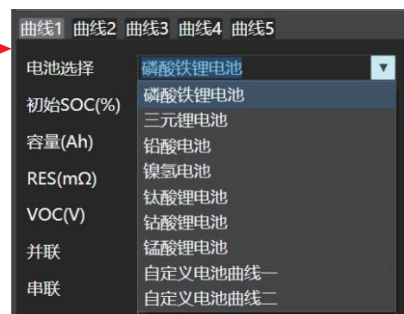 曲线1 曲线2 曲线3 曲线4 曲线5
电池选择 磷酸铁锂电池
初始SOC(%) 磷酸铁锂电池
三元锂电池
容量(Ah) 铅酸电池
RES(mΩ) 镍氢电池
钛酸锂电池
VOC(V) 钴酸锂电池
并联 锰酸锂电池
自定义电池曲线一
串联 自定义电池曲线二